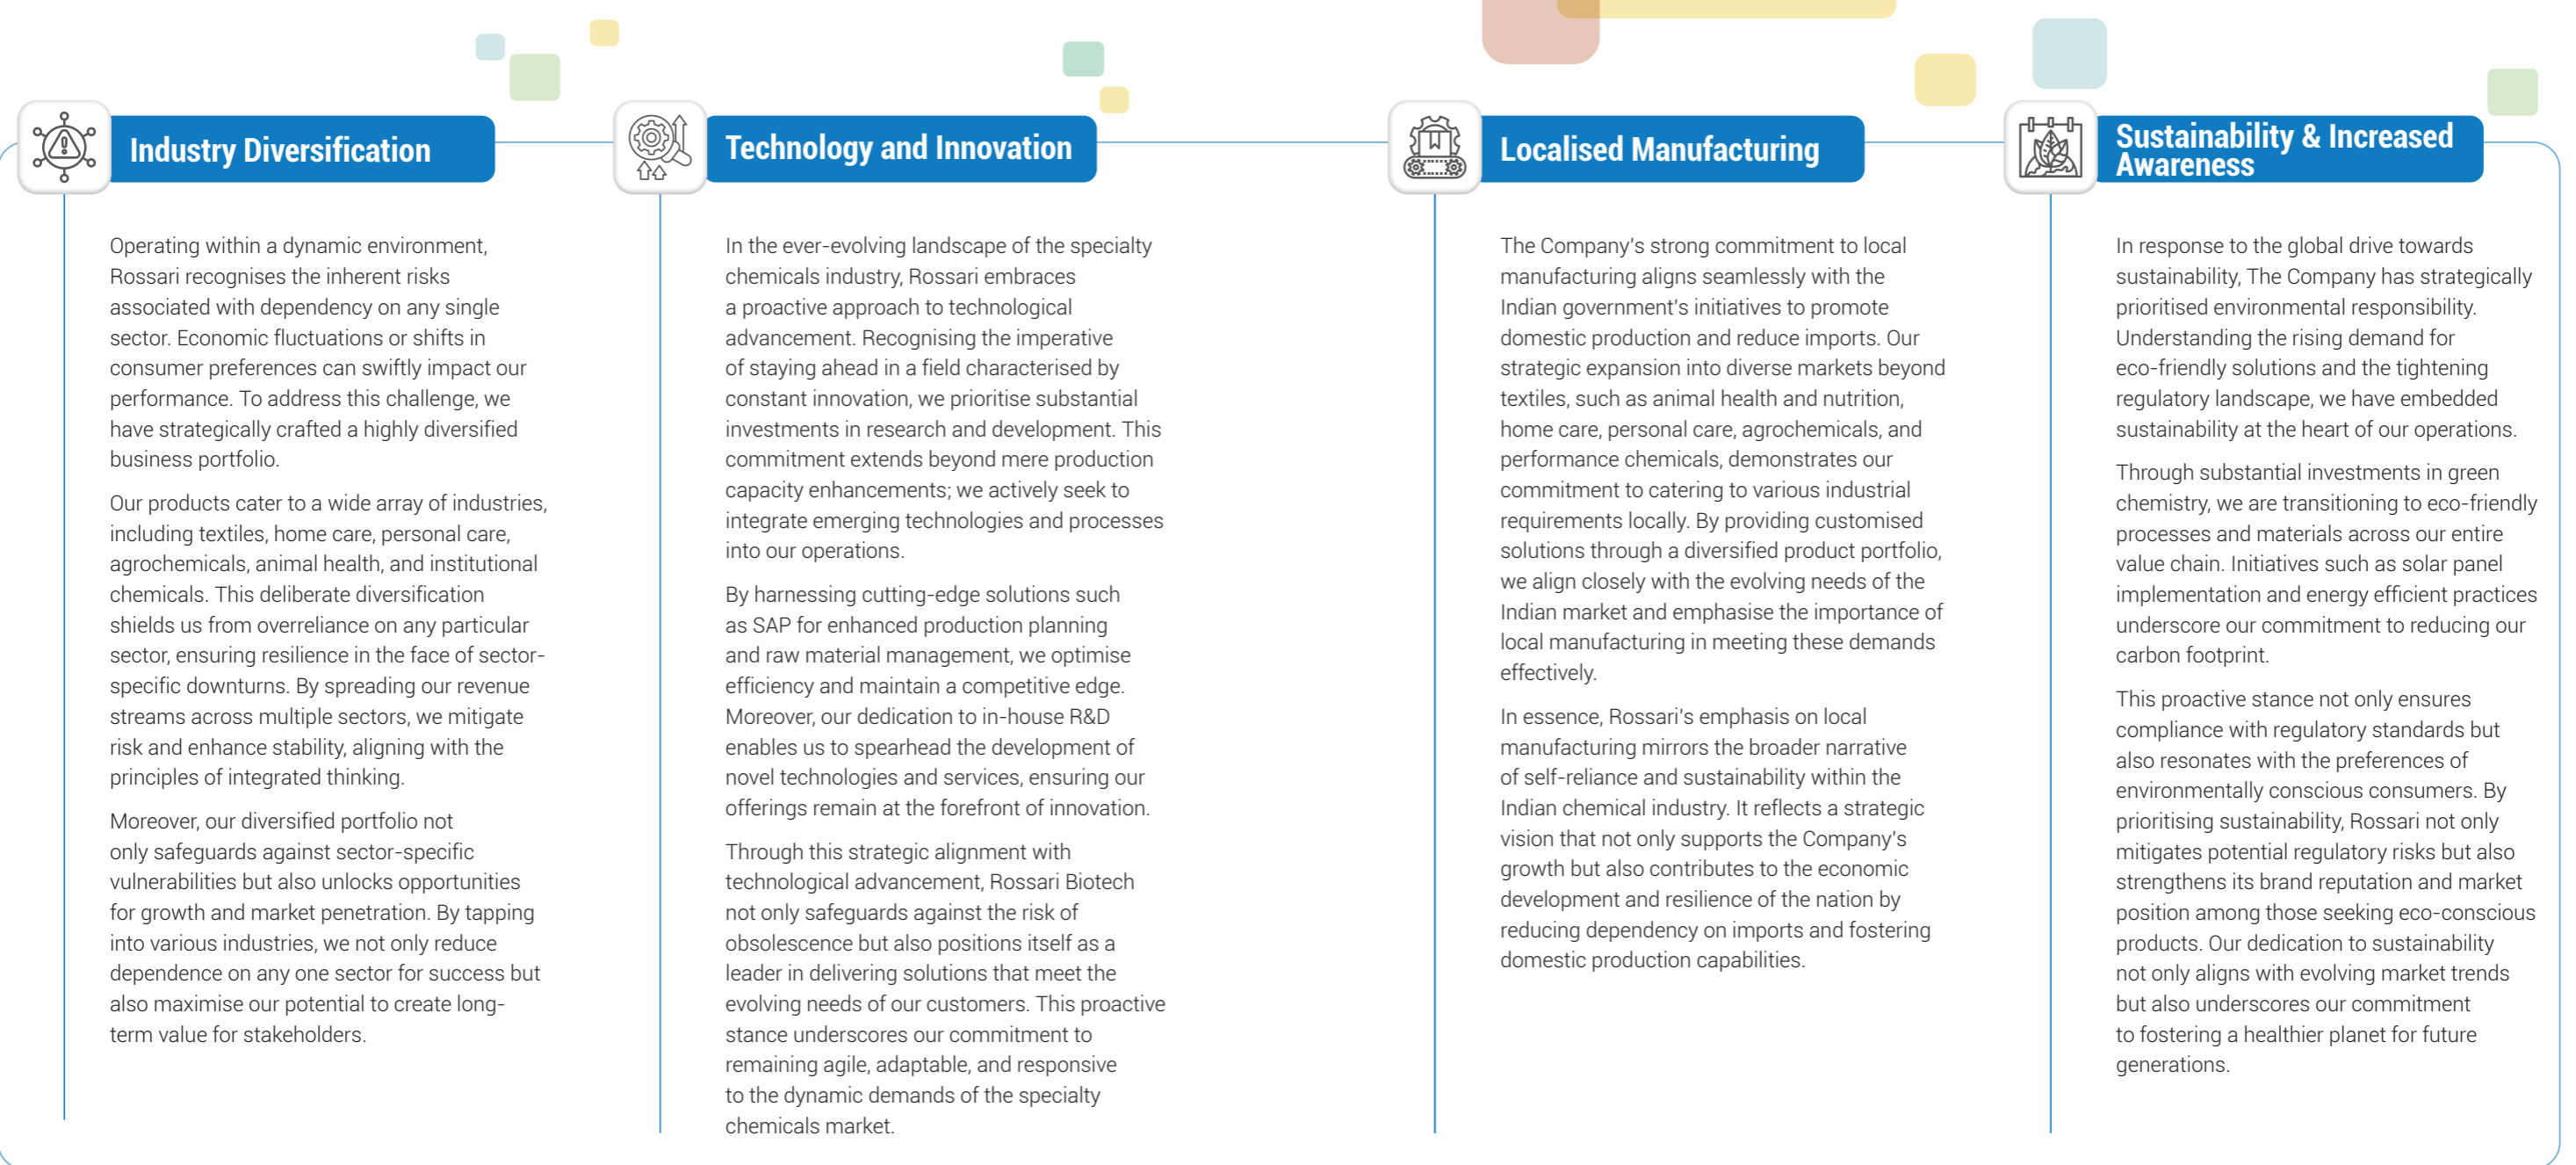 Industry Diversification
Operating within a dynamic environment,
Rossari recognises the inherent risks
associated with dependency on any single
sector. Economic fluctuations or shifts in
consumer preferences can swiftly impact our
performance. To address this challenge, we
have strategically crafted a highly diversified
business portfolio.
Our products cater to a wide array of industries,
including textiles, home care, personal care,
agrochemicals, animal health, and institutional
chemicals. This deliberate diversification
shields us from overreliance on any particular
sector, ensuring resilience in the face of sector-
specific downturns. By spreading our revenue
streams across multiple sectors, we mitigate
risk and enhance stability, aligning with the
principles of integrated thinking.
Moreover, our diversified portfolio not
only safeguards against sector-specific
vulnerabilities but also unlocks opportunities
for growth and market penetration. By tapping
into various industries, we not only reduce
dependence on any one sector for success but
also maximise our potential to create long-
term value for stakeholders.
Technology and Innovation
In the ever-evolving landscape of the specialty
chemicals industry, Rossari embraces
a proactive approach to technological
advancement. Recognising the imperative
of staying ahead in a field characterised by
constant innovation, we prioritise substantial
investments in research and development. This
commitment extends beyond mere production
capacity enhancements; we actively seek to
integrate emerging technologies and processes
into our operations.
By harnessing cutting-edge solutions such
as SAP for enhanced production planning
and raw material management, we optimise
efficiency and maintain a competitive edge.
Moreover, our dedication to in-house R&D
enables us to spearhead the development of
novel technologies and services, ensuring our
offerings remain at the forefront of innovation.
Through this strategic alignment with
technological advancement, Rossari Biotech
not only safeguards against the risk of
obsolescence but also positions itself as a
leader in delivering solutions that meet the
evolving needs of our customers. This proactive
stance underscores our commitment to
remaining agile, adaptable, and responsive
to the dynamic demands of the specialty
chemicals market.
Localised Manufacturing
The Company's strong commitment to local
manufacturing aligns seamlessly with the
Indian government's initiatives to promote
domestic production and reduce imports. Our
strategic expansion into diverse markets beyond
textiles, such as animal health and nutrition,
home care, personal care, agrochemicals, and
performance chemicals, demonstrates our
commitment to catering to various industrial
requirements locally. By providing customised
solutions through a diversified product portfolio,
we align closely with the evolving needs of the
Indian market and emphasise the importance of
local manufacturing in meeting these demands
effectively.
In essence, Rossari's emphasis on local
manufacturing mirrors the broader narrative
of self-reliance and sustainability within the
Indian chemical industry. It reflects a strategic
vision that not only supports the Company's
growth but also contributes to the economic
development and resilience of the nation by
reducing dependency on imports and fostering
domestic production capabilities.
Sustainability & Increased
Awareness
In response to the global drive towards
sustainability, The Company has strategically
prioritised environmental responsibility.
Understanding the rising demand for
eco-friendly solutions and the tightening
regulatory landscape, we have embedded
sustainability at the heart of our operations.
Through substantial investments in green
chemistry, we are transitioning to eco-friendly
processes and materials across our entire
value chain. Initiatives such as solar panel
implementation and energy efficient practices
underscore our commitment to reducing our
carbon footprint.
This proactive stance not only ensures
compliance with regulatory standards but
also resonates with the preferences of
environmentally conscious consumers. By
prioritising sustainability, Rossari not only
mitigates potential regulatory risks but also
strengthens its brand reputation and market
position among those seeking eco-conscious
products. Our dedication to sustainability
not only aligns with evolving market trends
but also underscores our commitment
to fostering a healthier planet for future
generations.